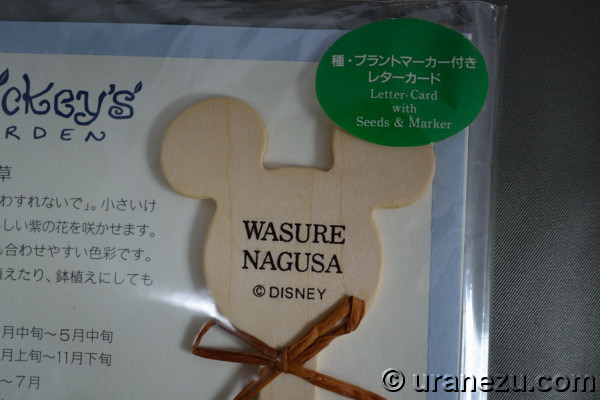 ckey's
RDEN
種・プラントマーカー付き
レターカード
Letter-Card
with
Seeds & Marker
草
わすれないで」。小さいけ
しい紫の花を咲かせます。
合わせやすい色彩です。
えたり、鉢植えにしても
WASURE
NAGUSA
© DISNEY
月中旬～5月中旬
月上旬～11月下旬
～7月
© uranezu.com